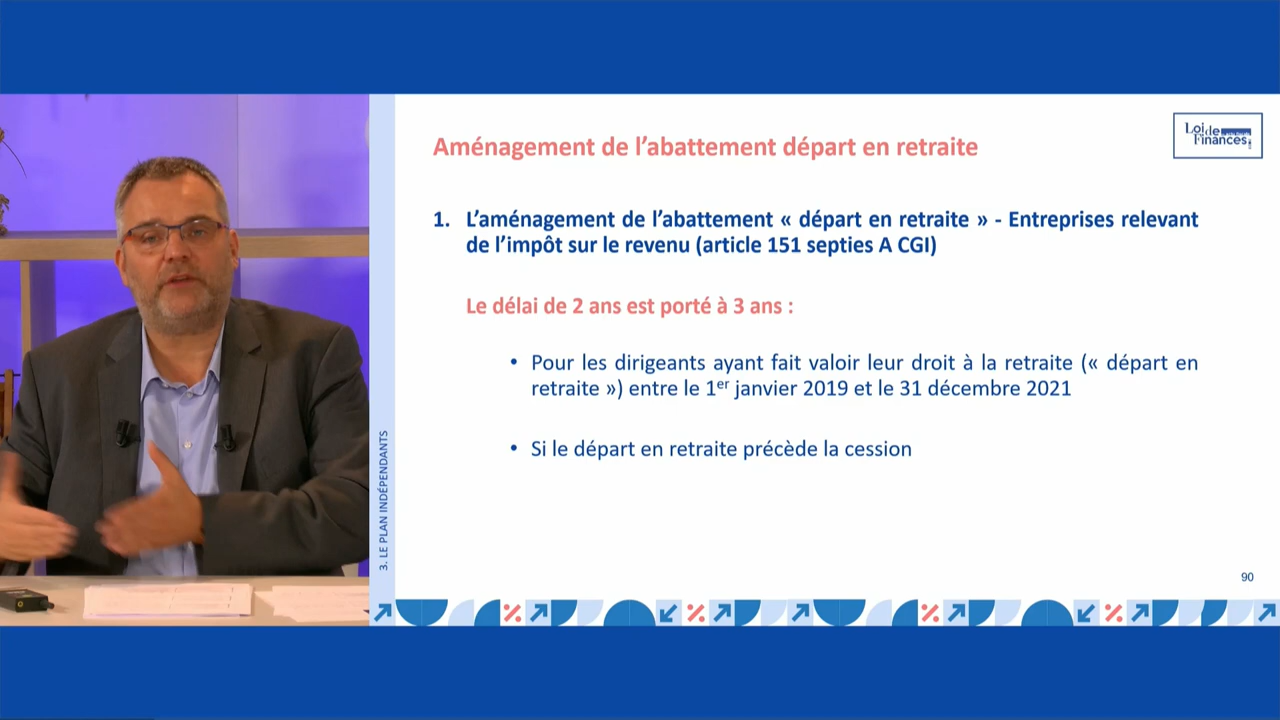 Aménagement de l'abattement départ en retraite
Loi de
Finances
1. L'aménagement de l'abattement « départ en retraite » - Entreprises relevant
de l'impôt sur le revenu (article 151 septies A CGI)
Le délai de 2 ans est porté à 3 ans :
• Pour les dirigeants ayant fait valoir leur droit à la retraite (« départ en
retraite ») entre le 1er janvier 2019 et le 31 décembre 2021
• Si le départ en retraite précède la cession
3. LE PLAN INDÉPENDANTS
90